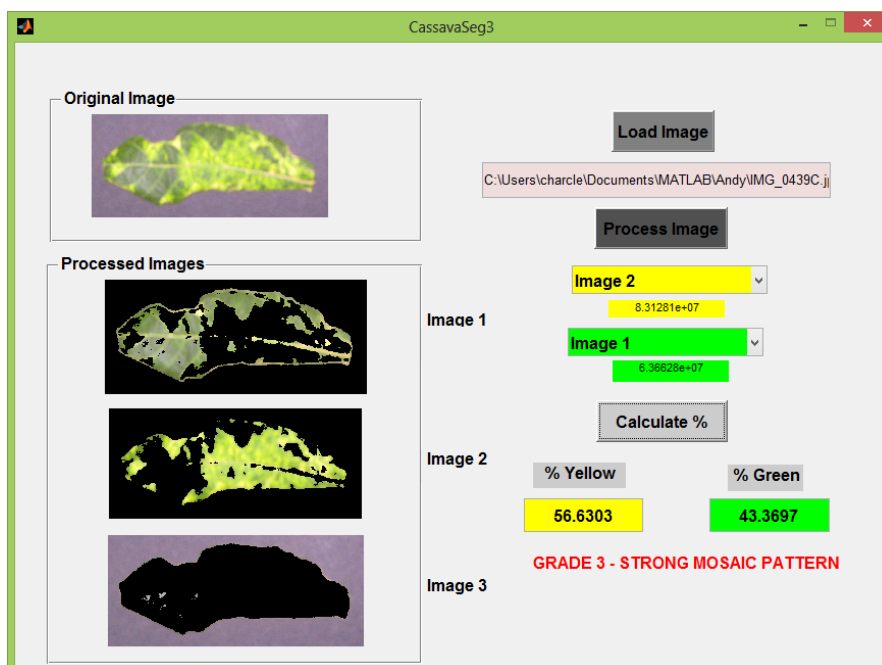 CassavaSeg3
Original Image
Load Image
C:\Users\charcle\Documents\MATLAB\Andy\IMG_0439C.j
Process Image
Processed Images
Image 2
8.31281e+07
Image 1
Image 1
6.36628e+07
Calculate %
Image 2
% Yellow
% Green
56.6303
43.3697
GRADE 3 - STRONG MOSAIC PATTERN
Image 3